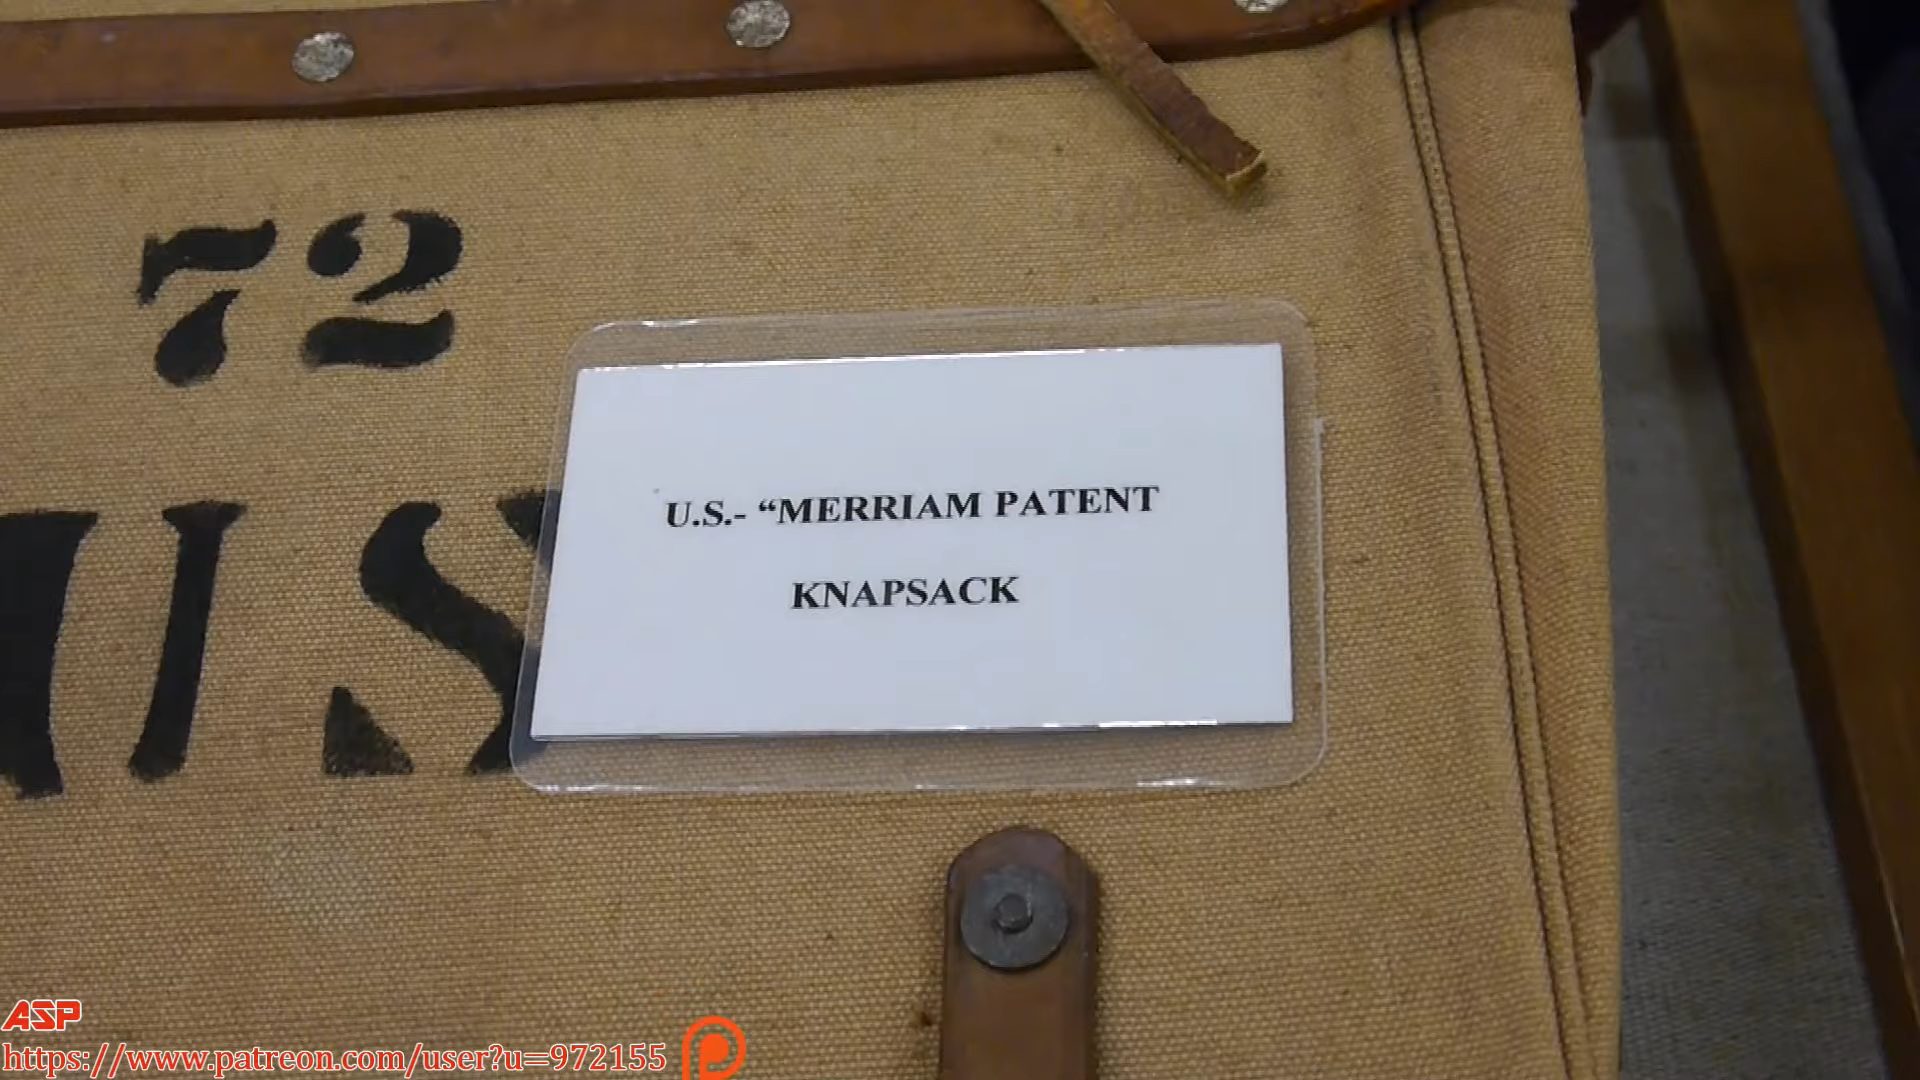 72
U.S.- “MERRIAM PATENT
KNAPSACK
ASP
https://www.patreon.com/user?u=972155